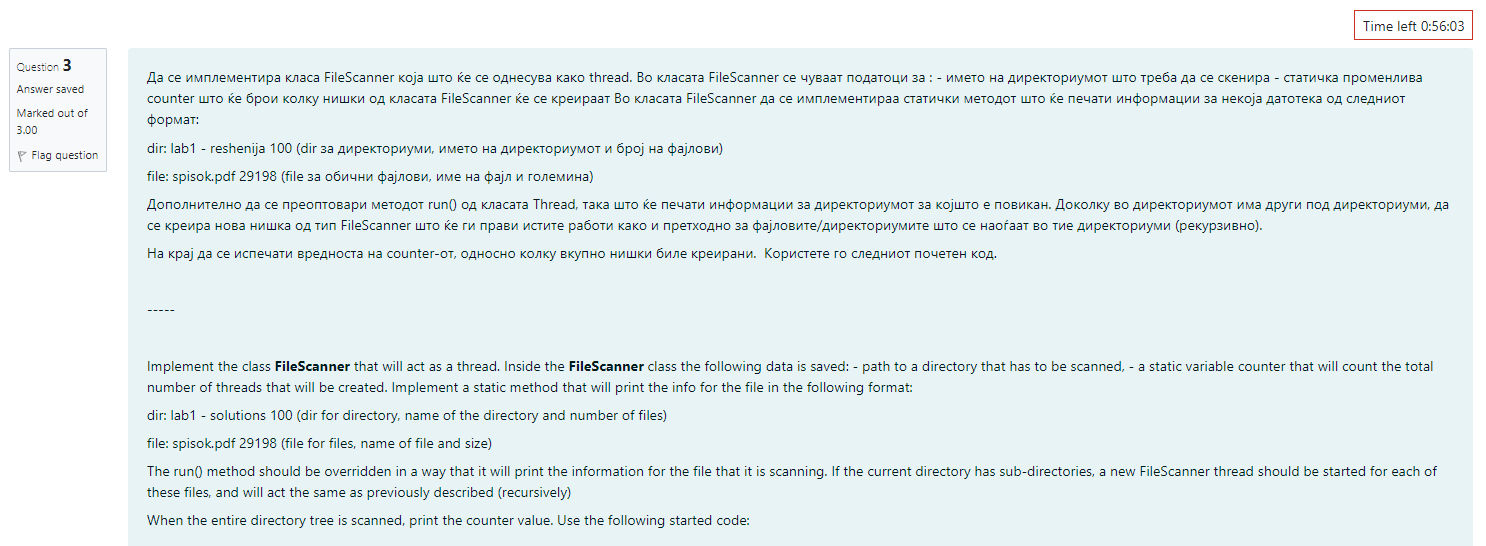 Time left 0:56:03
Question 3
Answer saved
Marked out of
3.00
Flag question
Да се имплементира класа FileScanner која што ќе се однесува како thread. Во класата FileScanner се чуваат податоци за : - името на директориумот што треба да се скенира - статичка променлива
counter што ќе брои колку нишки од класата FileScanner ќе се креираат Во класата FileScanner да се имплементираа статички методот што ќе печати информации за некоја датотека од следниот
формат:
dir: lab1 - reshenija 100 (dir за директориуми, името на директориумот и број на фајлови)
file: spisok.pdf 29198 (file за обични фајлови, име на фајл и големина)
Дополнително да се преоптовари методот run() од класата Thread, така што ќе печати информации за директориумот за којшто е повикан. Доколку во директориумот има други под директориуми, да
се креира нова нишка од тип FileScanner што ќе ги прави истите работи како и претходно за фајловите/директориумите што се наоѓаат во тие директориуми (рекурзивно).
На крај да се испечати вредноста на counter-от, односно колку вкупно нишки биле креирани.  Користете го следниот почетен код.
-----
Implement the class FileScanner that will act as a thread. Inside the FileScanner class the following data is saved: - path to a directory that has to be scanned, - a static variable counter that will count the total
number of threads that will be created. Implement a static method that will print the info for the file in the following format:
dir: lab1 - solutions 100 (dir for directory, name of the directory and number of files)
file: spisok.pdf 29198 (file for files, name of file and size)
The run() method should be overridden in a way that it will print the information for the file that it is scanning. If the current directory has sub-directories, a new FileScanner thread should be started for each of
these files, and will act the same as previously described (recursively)
When the entire directory tree is scanned, print the counter value. Use the following started code: